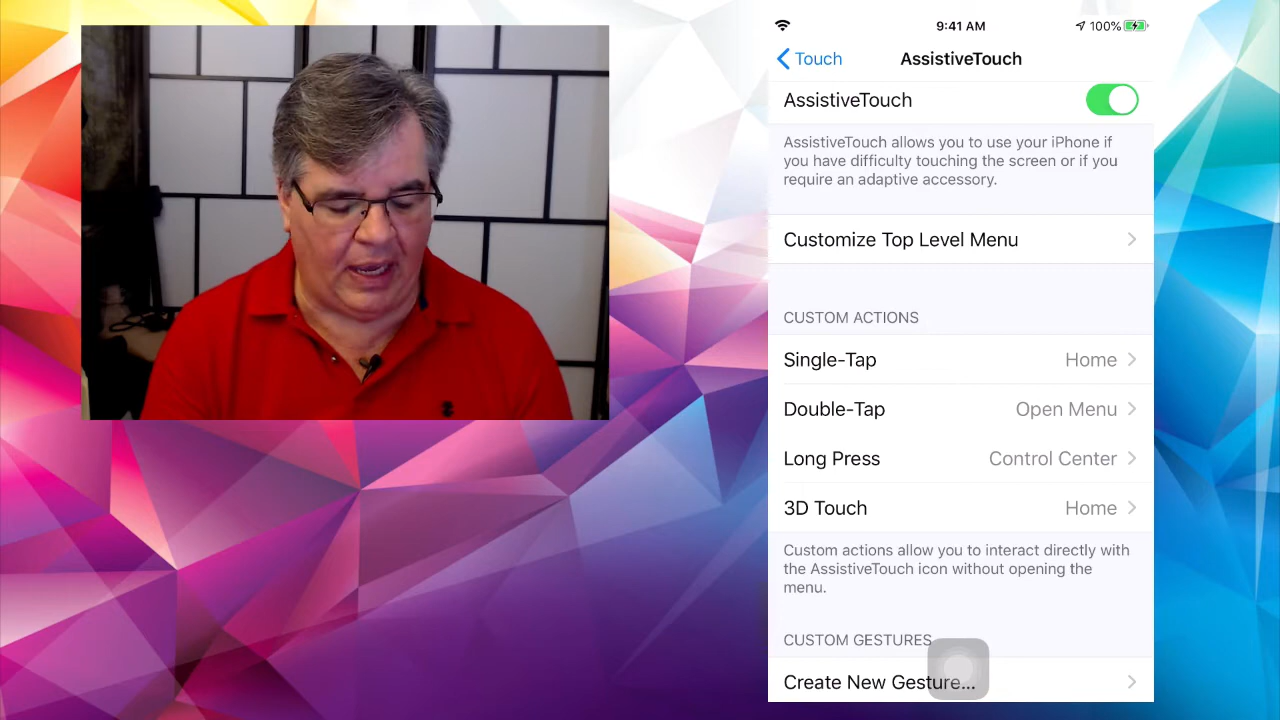 9:41 AM
100%
Touch
AssistiveTouch
AssistiveTouch
AssistiveTouch allows you to use your iPhone if
you have difficulty touching the screen or if you
require an adaptive accessory.
Customize Top Level Menu
CUSTOM ACTIONS
Single-Tap Home
Double-Tap Open Menu
Long Press Control Center
3D Touch Home
Custom actions allow you to interact directly with
the AssistiveTouch icon without opening the
menu.
CUSTOM GESTURES
Create New Gesture...